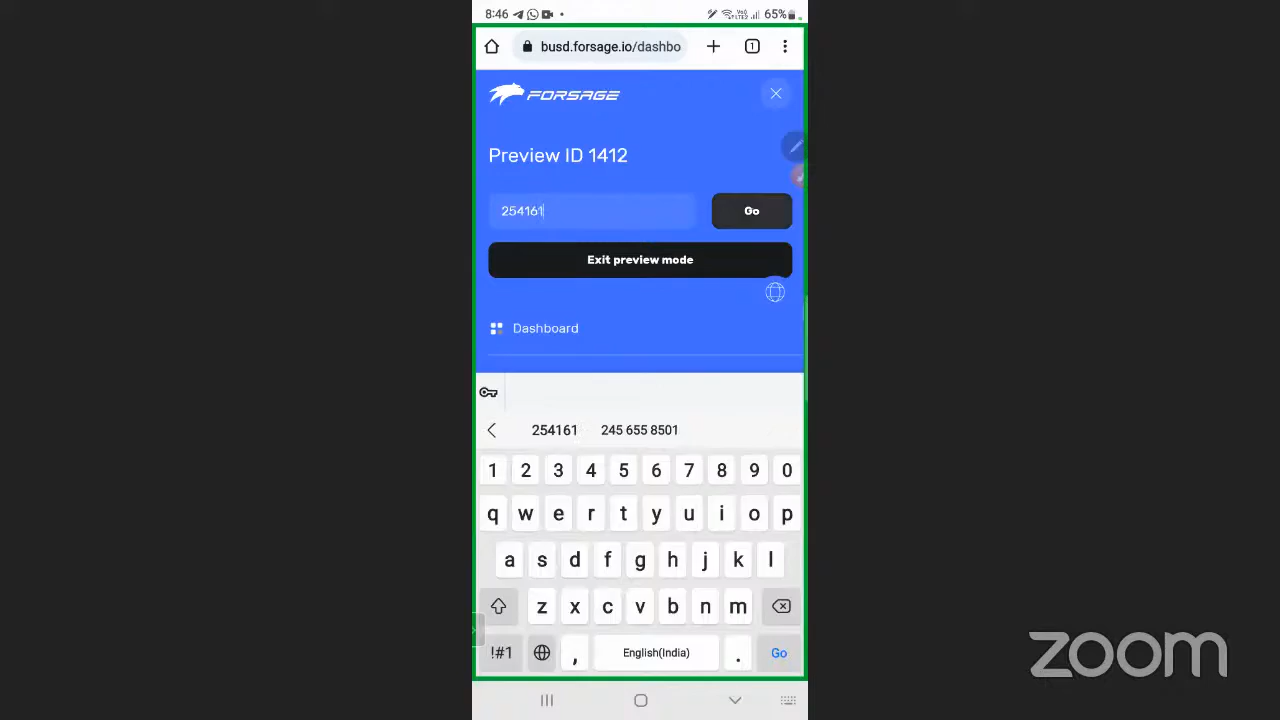 8:46 65%
busd.forsage.io/dashbo 1
FORSAGE
Preview ID 1412
254161 Go
Exit preview mode
Dashboard
254161 245 655 8501
1 2 3 4 5 6 7 8 9 0
q w e r t y u i o p
a s d f g h j k l
z x c v b n m
!#1 , English(India) . Go
zoom